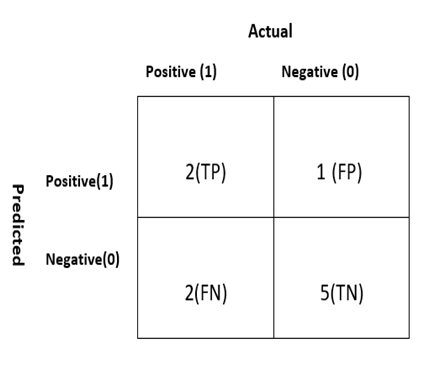 Actual
Positive (1) Negative (0)
Predicted
Positive(1) 2(TP) 1 (FP)
Negative(0) 2(FN) 5(TN)